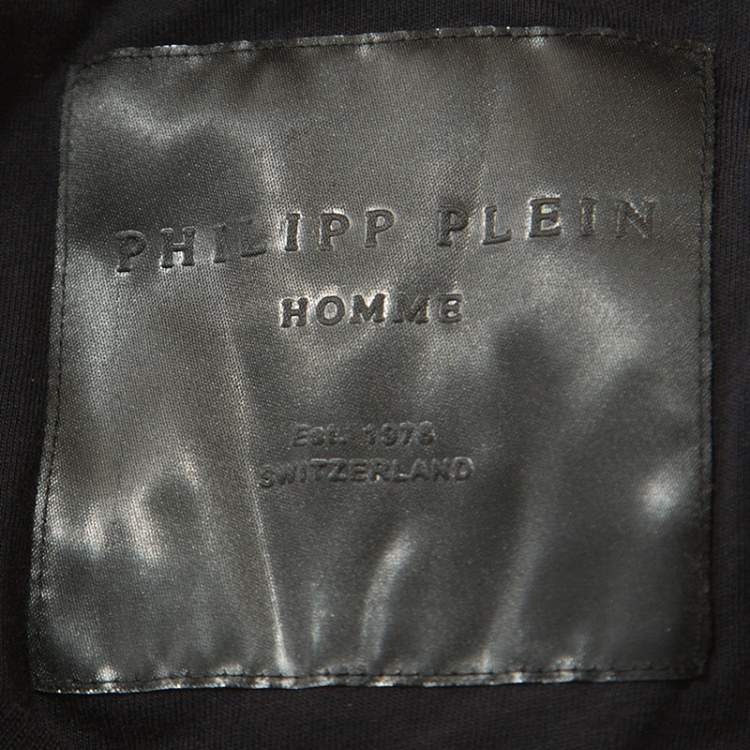 PHILIPP PLEIN
HOMME
Est. 1978
SWITZERLAND